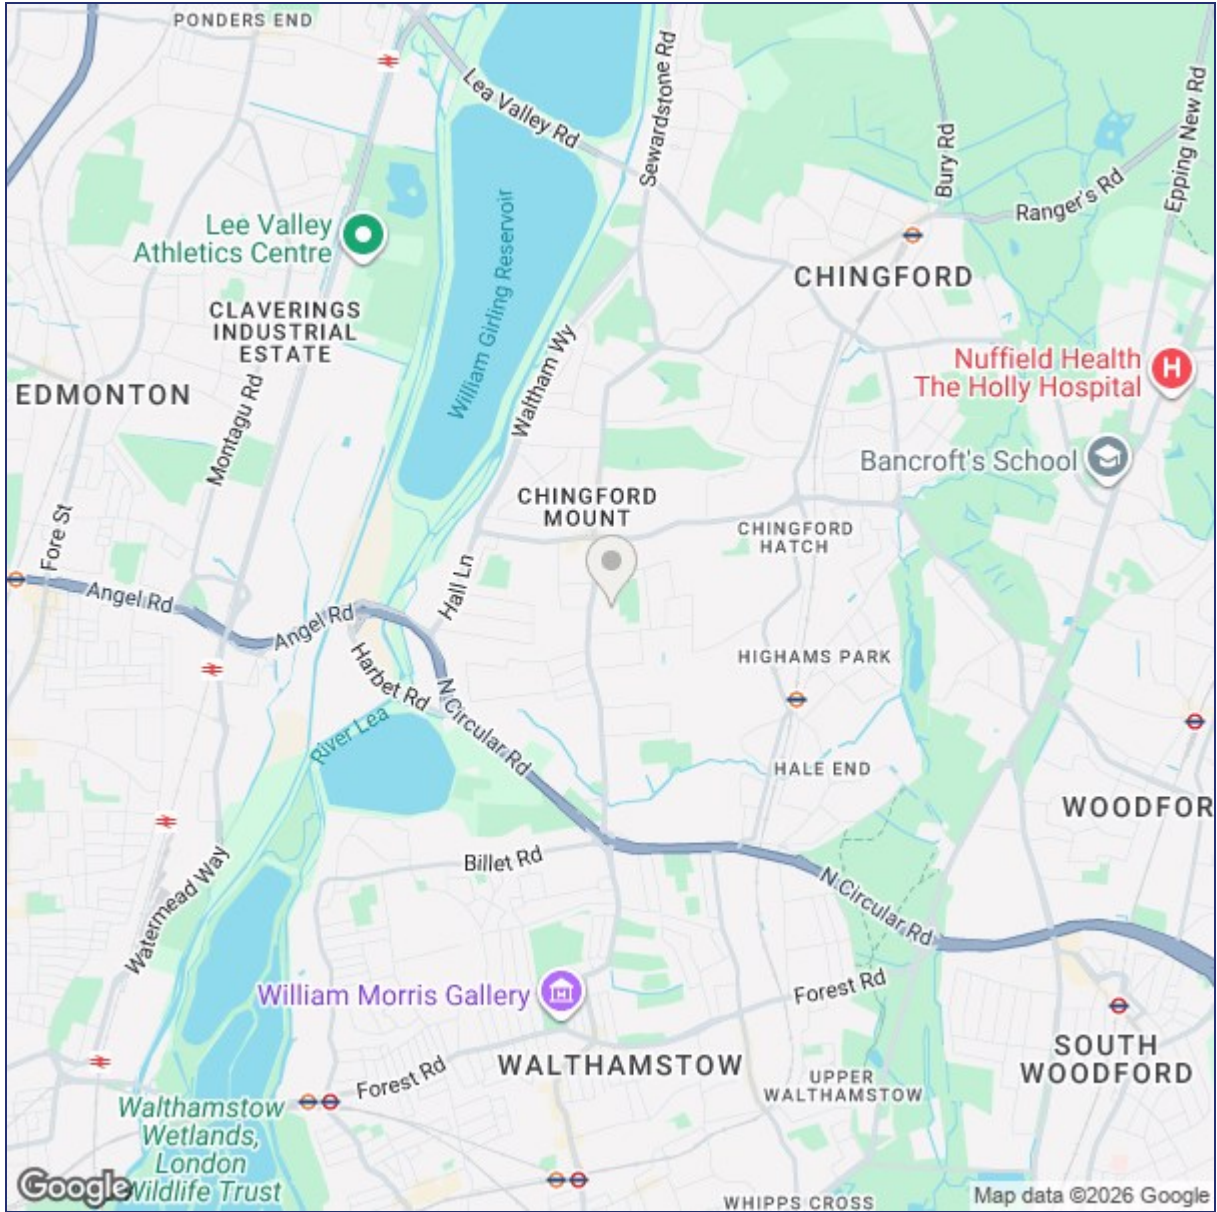 PONDERS END
Lea Valley Rd
Sewardstone Rd
Bury Rd
Epping New Rd
Ranger's Rd
Lee Valley
Athletics Centre
William Girling Reservoir
CHINGFORD
CLAVERINGS
INDUSTRIAL
ESTATE
Waltham Wy
Nuffield Health
The Holly Hospital
H
EDMONTON
Montagu Rd
Bancroft's School
CHINGFORD
MOUNT
CHINGFORD
HATCH
Fore St
Hall Ln
Angel Rd
Angel Rd
Harbet Rd
HIGHAMS PARK
N Circular Rd
River Lea
HALE END
WOODFOR
Billet Rd
N Circular Rd
Watermead Way
William Morris Gallery
Forest Rd
WALTHAMSTOW
SOUTH
WOODFORD
Forest Rd
UPPER
WALTHAMSTOW
Walthamstow
Wetlands,
London
Wildlife Trust
Google
WHIPPS CROSS
Map data ©2026 Google